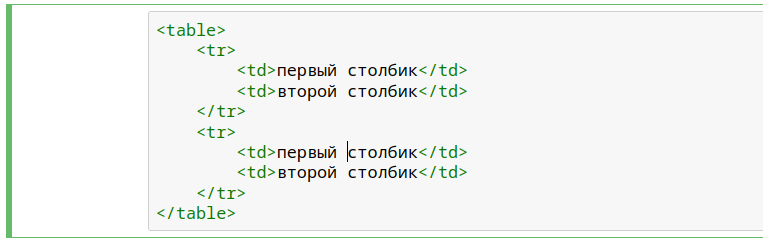 <table>
    <tr>
        <td>первый столбик</td>
        <td>второй столбик</td>
    </tr>
    <tr>
        <td>первый столбик</td>
        <td>второй столбик</td>
    </tr>
</table>